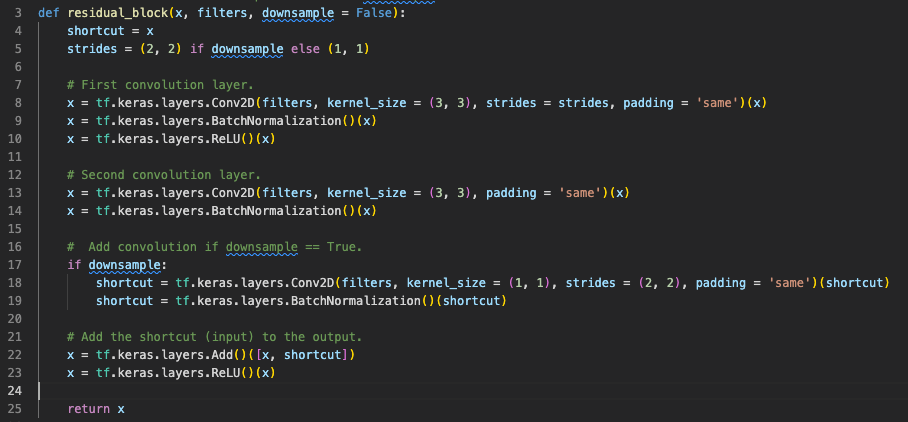 3 def residual_block(x, filters, downsample = False):
4     shortcut = x
5     strides = (2, 2) if downsample else (1, 1)
6
7     # First convolution layer.
8     x = tf.keras.layers.Conv2D(filters, kernel_size = (3, 3), strides = strides, padding = 'same')(x)
9     x = tf.keras.layers.BatchNormalization()(x)
10     x = tf.keras.layers.ReLU()(x)
11
12     # Second convolution layer.
13     x = tf.keras.layers.Conv2D(filters, kernel_size = (3, 3), padding = 'same')(x)
14     x = tf.keras.layers.BatchNormalization()(x)
15
16     #  Add convolution if downsample == True.
17     if downsample:
18         shortcut = tf.keras.layers.Conv2D(filters, kernel_size = (1, 1), strides = (2, 2), padding = 'same')(shortcut)
19         shortcut = tf.keras.layers.BatchNormalization()(shortcut)
20
21     # Add the shortcut (input) to the output.
22     x = tf.keras.layers.Add()([x, shortcut])
23     x = tf.keras.layers.ReLU()(x)
24
25     return x